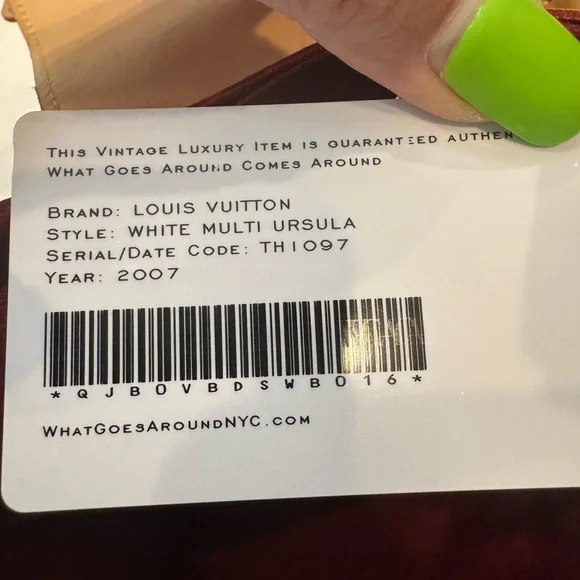 THIS VINTAGE LUXURY ITEM IS GUARANTEED AUTHEN
WHAT GOES AROUND COMES AROUND
BRAND: LOUIS VUITTON
STYLE: WHITE MULTI URSULA
SERIAL/DATE CODE: TH1097
YEAR: 2007
*QJBOVBDSWBO16*
WHATGOESAROUNDNYC.COM